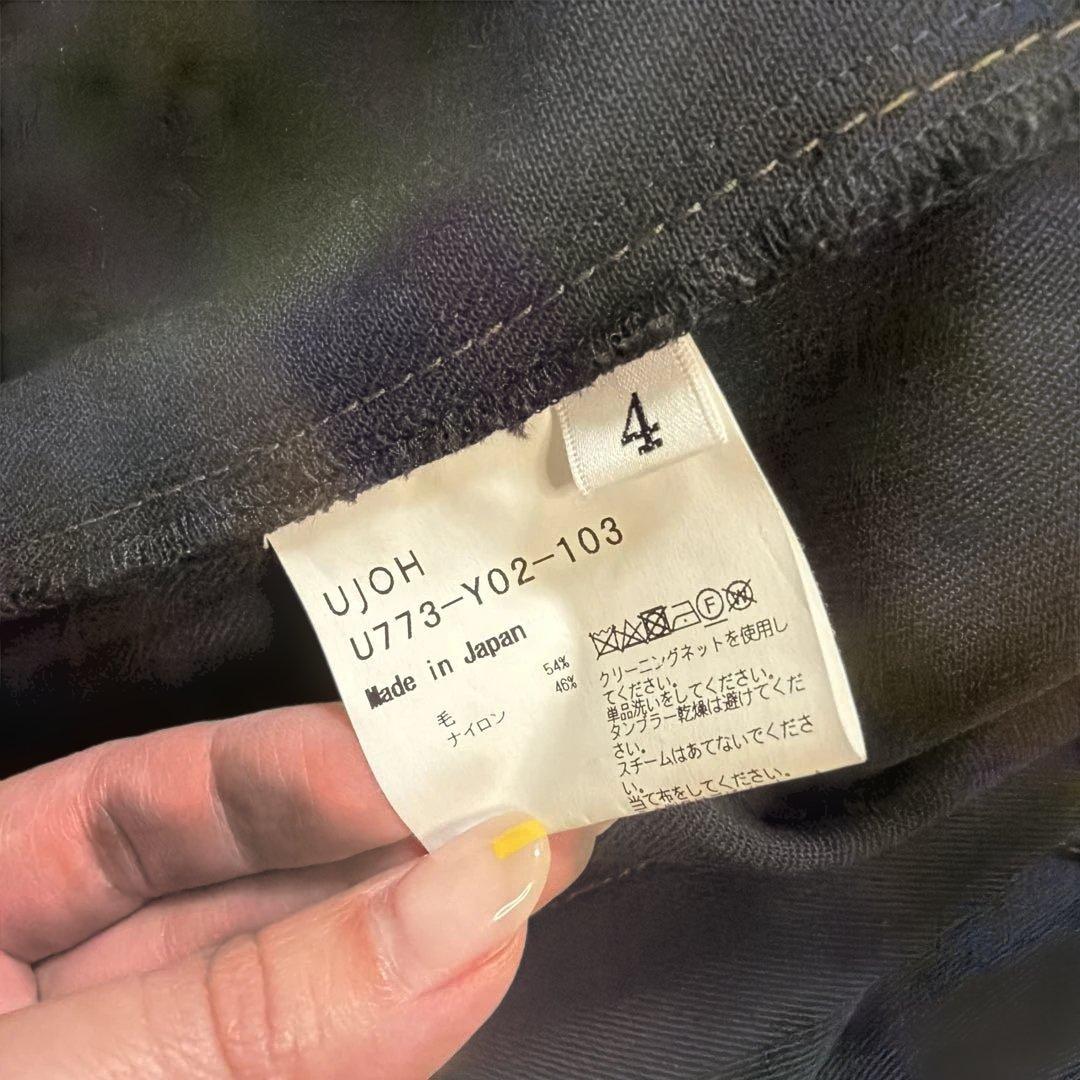 4
UJOH
U773-Y02-103
Made in Japan
毛 54%
ナイロン 46%
F
W
クリーニングネットを使用し
てください。
単品洗いをしてください。
タンブラー乾燥は避けてくだ
さい。
スチームはあてないでくださ
い。
当て布をしてください。